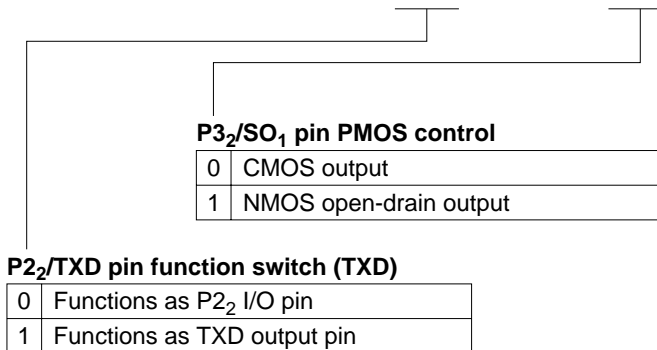 P3₂/SO₁ pin PMOS control
0 CMOS output
1 NMOS open-drain output
P2₂/TXD pin function switch (TXD)
0 Functions as P2₂ I/O pin
1 Functions as TXD output pin